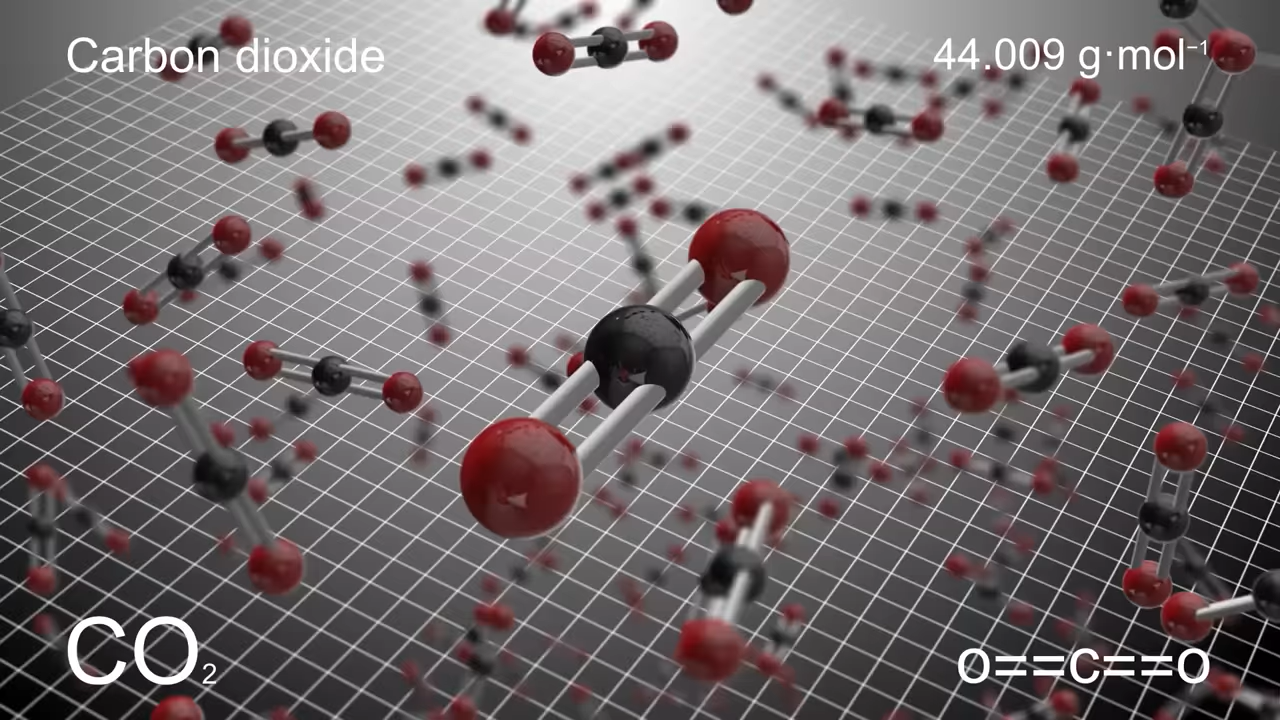 Carbon dioxide
44.009 g·mol⁻¹
CO₂
O==C==O